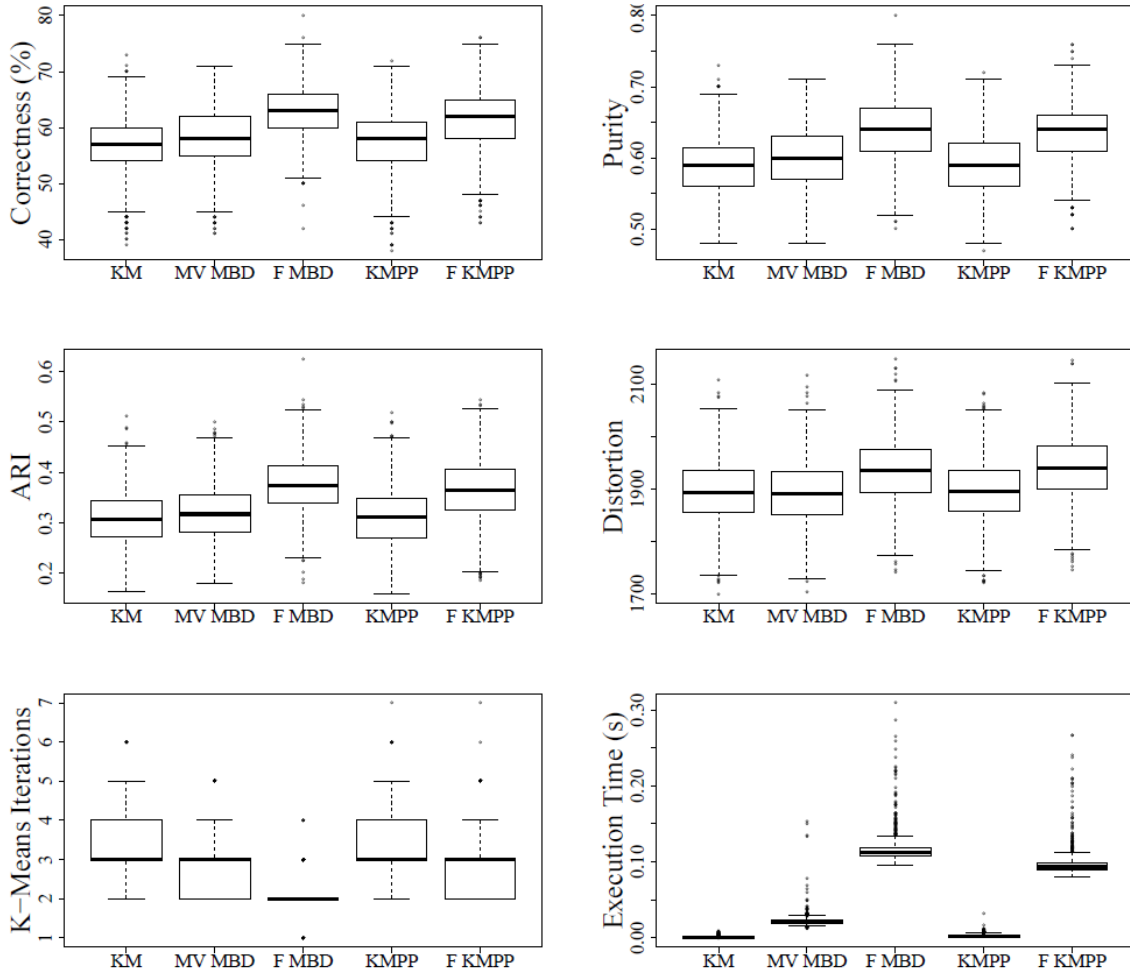 Correctness (%)
80
70
60
50
40
KM MV MBD F MBD KMPP F KMPP
Purity
0.80
0.70
0.60
0.50
KM MV MBD F MBD KMPP F KMPP
ARI
0.6
0.5
0.4
0.3
0.2
KM MV MBD F MBD KMPP F KMPP
Distortion
2100
1900
1700
KM MV MBD F MBD KMPP F KMPP
K−Means Iterations
7
6
5
4
3
2
1
KM MV MBD F MBD KMPP F KMPP
Execution Time (s)
0.30
0.20
0.10
0.00
KM MV MBD F MBD KMPP F KMPP